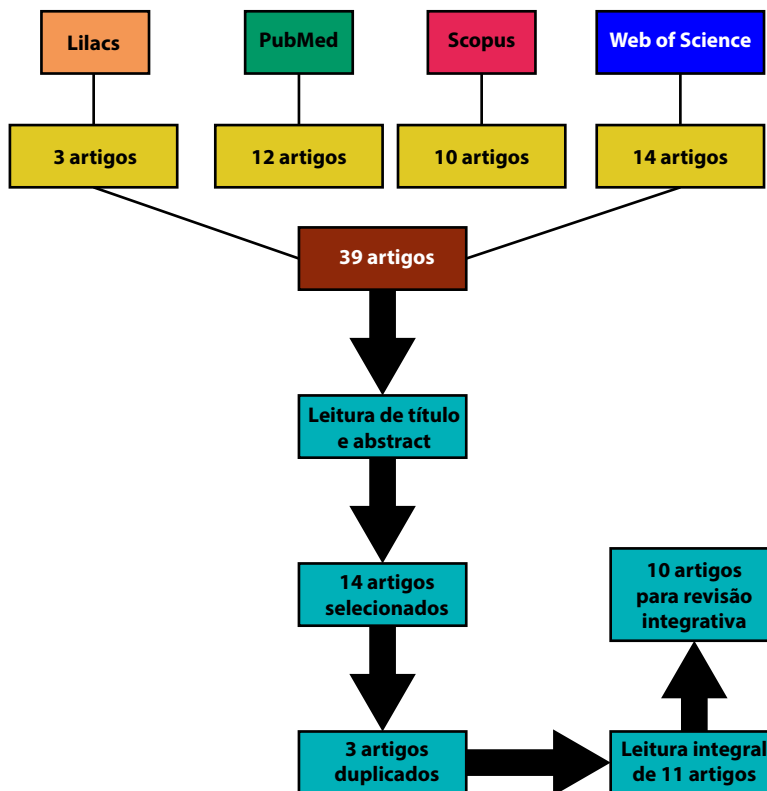 Lilacs
PubMed
Scopus
Web of Science
3 artigos
12 artigos
10 artigos
14 artigos
39 artigos
Leitura de título
e abstract
14 artigos
selecionados
10 artigos
para revisão
integrativa
3 artigos
duplicados
Leitura integral
de 11 artigos